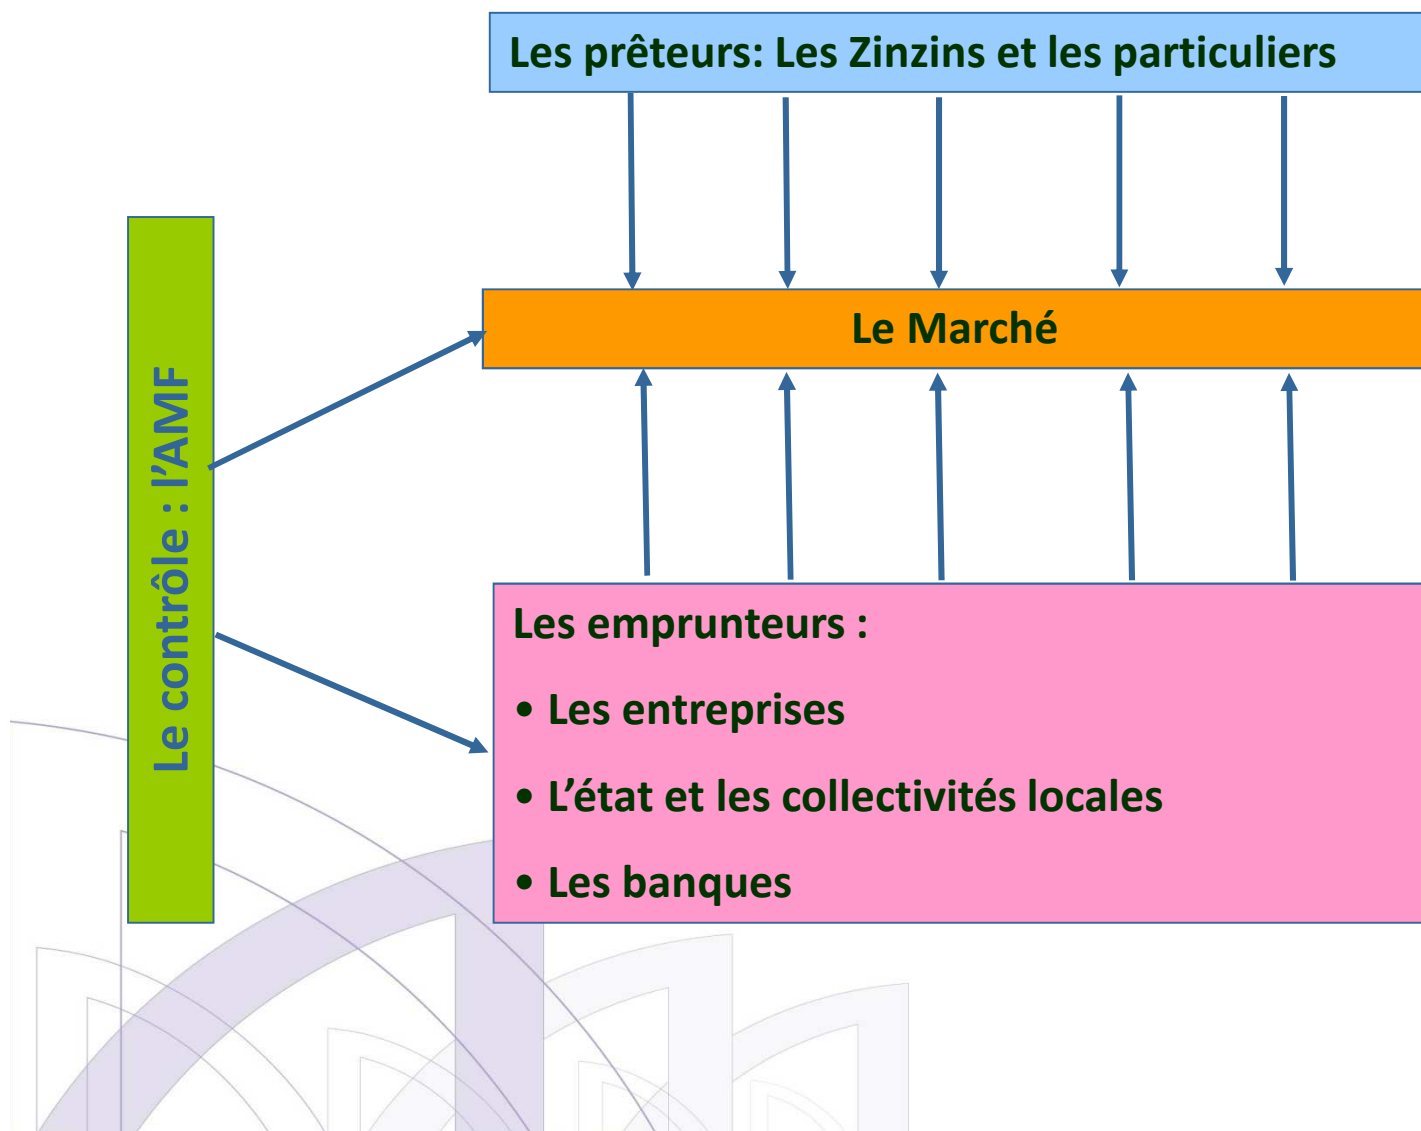 Les prêteurs: Les Zinzins et les particuliers
Le Marché
Le contrôle : l’AMF
Les emprunteurs :
• Les entreprises
• L’état et les collectivités locales
• Les banques